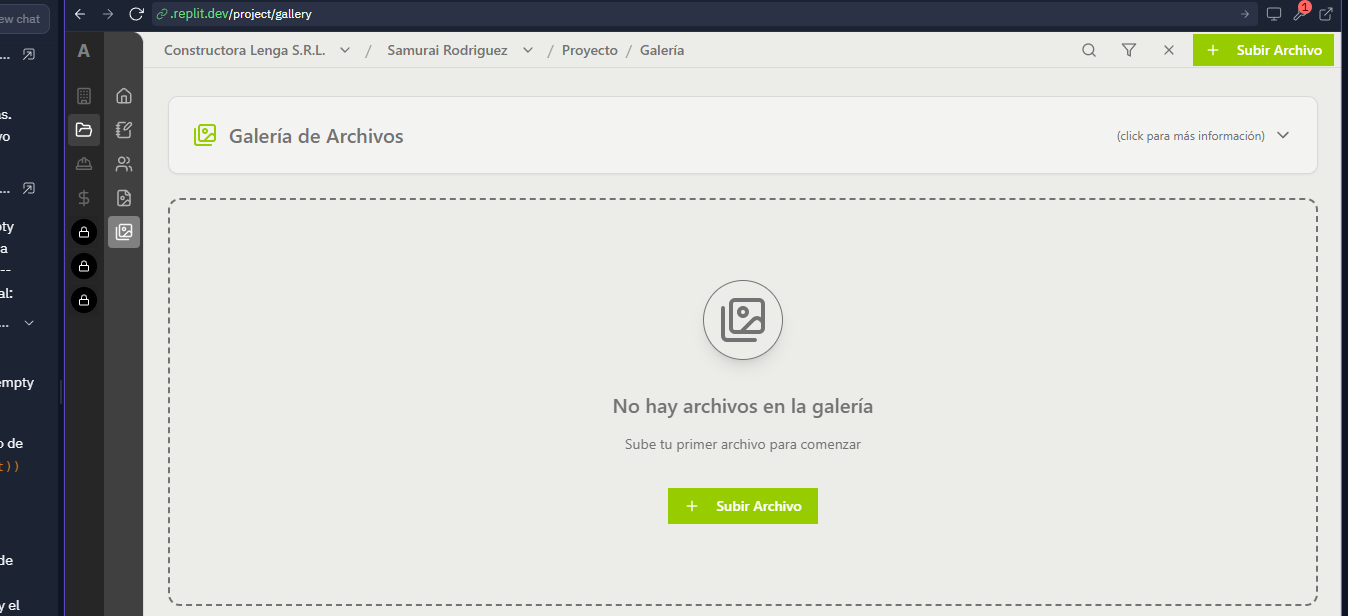 ew chat
.replit.dev/project/gallery
1
A
Constructora Lenga S.R.L. / Samurai Rodriguez / Proyecto / Galería
+ Subir Archivo
Galería de Archivos
(click para más información)
No hay archivos en la galería
Sube tu primer archivo para comenzar
+ Subir Archivo
...
s.
vo
...
pty
a
--
al:
...
empty
o de
t))
de
y el